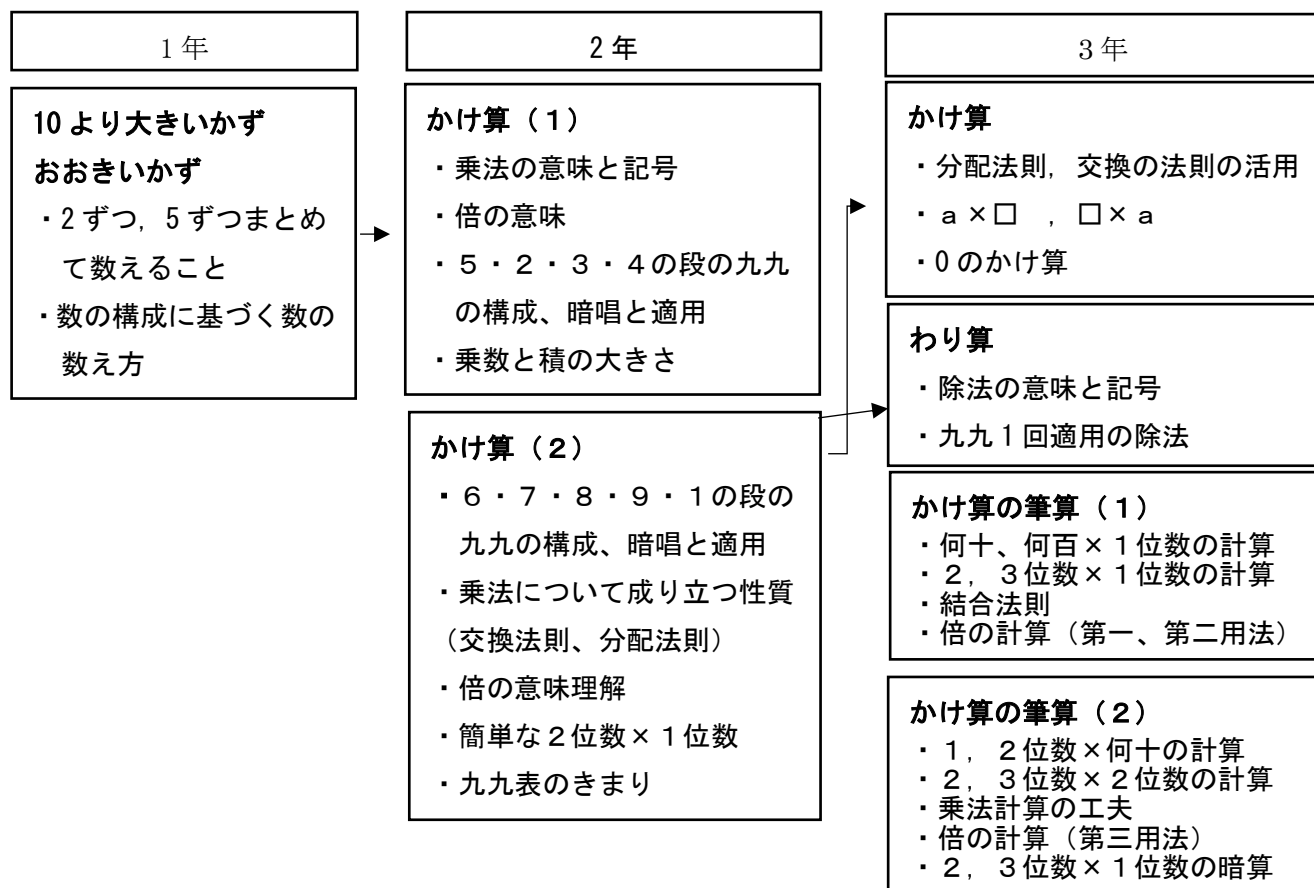 1年
10より大きいかず
おおきいかず
・2ずつ，5ずつまとめ
て数えること
・数の構成に基づく数の
数え方
2年
かけ算（１）
・乗法の意味と記号
・倍の意味
・５・２・３・４の段の九九
の構成、暗唱と適用
・乗数と積の大きさ
かけ算（２）
・６・７・８・９・１の段の
九九の構成、暗唱と適用
・乗法について成り立つ性質
（交換法則、分配法則）
・倍の意味理解
・簡単な２位数×１位数
・九九表のきまり
3年
かけ算
・分配法則，交換の法則の活用
・ａ×□　，□×ａ
・0のかけ算
わり算
・除法の意味と記号
・九九１回適用の除法
かけ算の筆算（１）
・何十、何百×１位数の計算
・２，３位数×１位数の計算
・結合法則
・倍の計算（第一、第二用法）
かけ算の筆算（２）
・１，２位数×何十の計算
・２，３位数×２位数の計算
・乗法計算の工夫
・倍の計算（第三用法）
・２，３位数×１位数の暗算